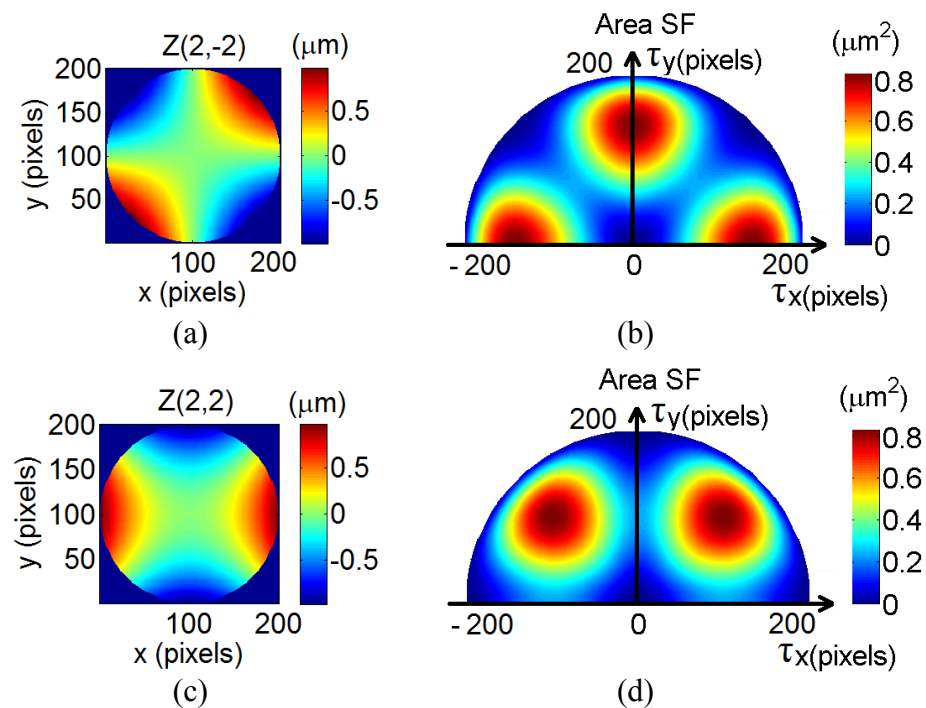 Z(2,-2) (μm)
200
150
100
50
y (pixels)
100 200
x (pixels)
0.5
0
-0.5
(a)
Area SF
200 τy(pixels)
(μm²)
0.8
0.6
0.4
0.2
0
- 200 0 200
τx(pixels)
(b)
Z(2,2) (μm)
200
150
100
50
y (pixels)
100 200
x (pixels)
0.5
0
-0.5
(c)
Area SF
200 τy(pixels)
(μm²)
0.8
0.6
0.4
0.2
0
- 200 0 200
τx(pixels)
(d)